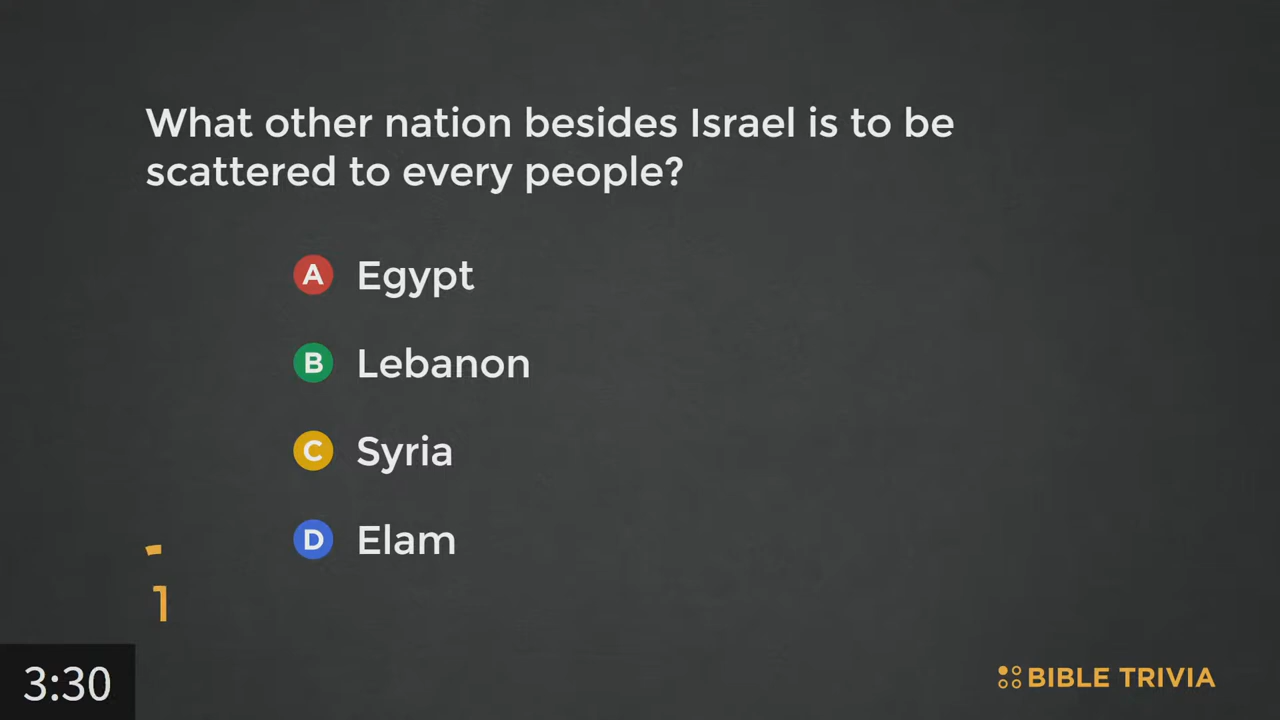 What other nation besides Israel is to be
scattered to every people?
A Egypt
B Lebanon
C Syria
D Elam
1
3:30
BIBLE TRIVIA